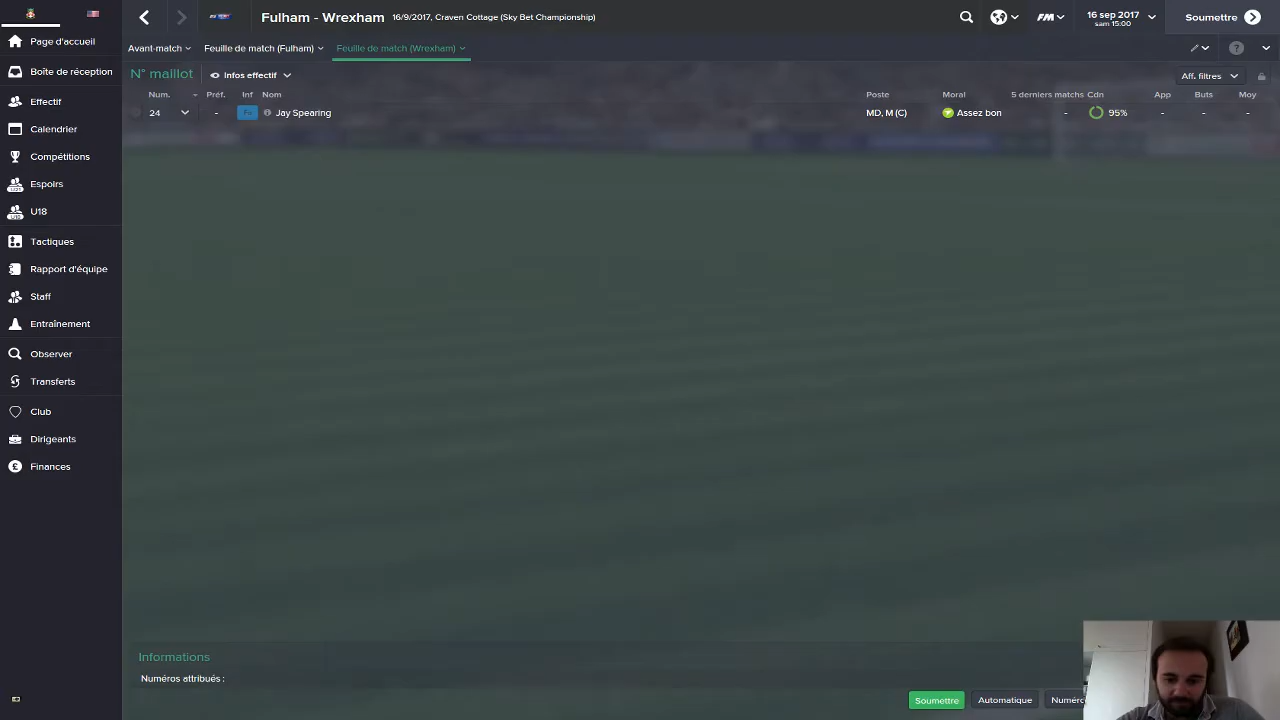 Fulham - Wrexham 16/9/2017, Craven Cottage (Sky Bet Championship)
FM
16 sep 2017
sam 15:00
Soumettre
Page d'accueil
Boîte de réception
Effectif
Calendrier
Compétitions
Espoirs
U18
Tactiques
Rapport d'équipe
Staff
Entraînement
Observer
Transferts
Club
Dirigeants
Finances
Avant-match
Feuille de match (Fulham)
Feuille de match (Wrexham)
?
N° maillot
Infos effectif
Aff. filtres
Num. Préf. Inf Nom Poste Moral 5 derniers matchs Cdn App Buts Moy
24 - Jay Spearing MD, M (C) Assez bon - 95% - - -
Informations
Numéros attribués :
Soumettre
Automatique